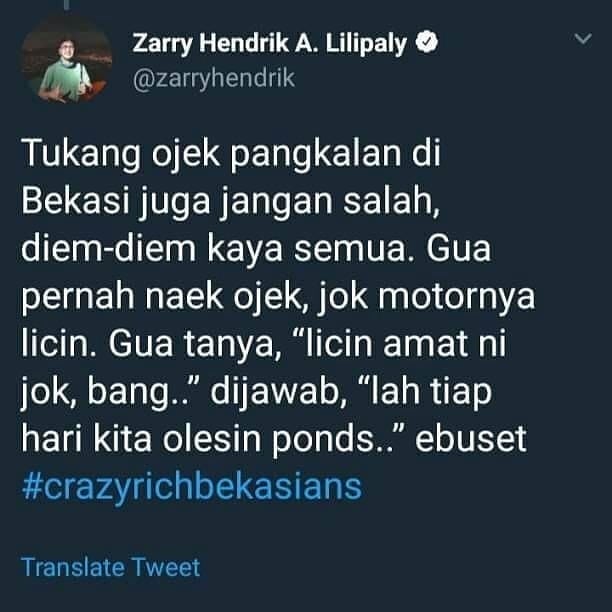 Zarry Hendrik A. Lilipaly
@zarryhendrik
Tukang ojek pangkalan di
Bekasi juga jangan salah,
diem-diem kaya semua. Gua
pernah naek ojek, jok motornya
licin. Gua tanya, “licin amat ni
jok, bang..” dijawab, “lah tiap
hari kita olesin ponds..” ebuset
#crazyrichbekasians
Translate Tweet